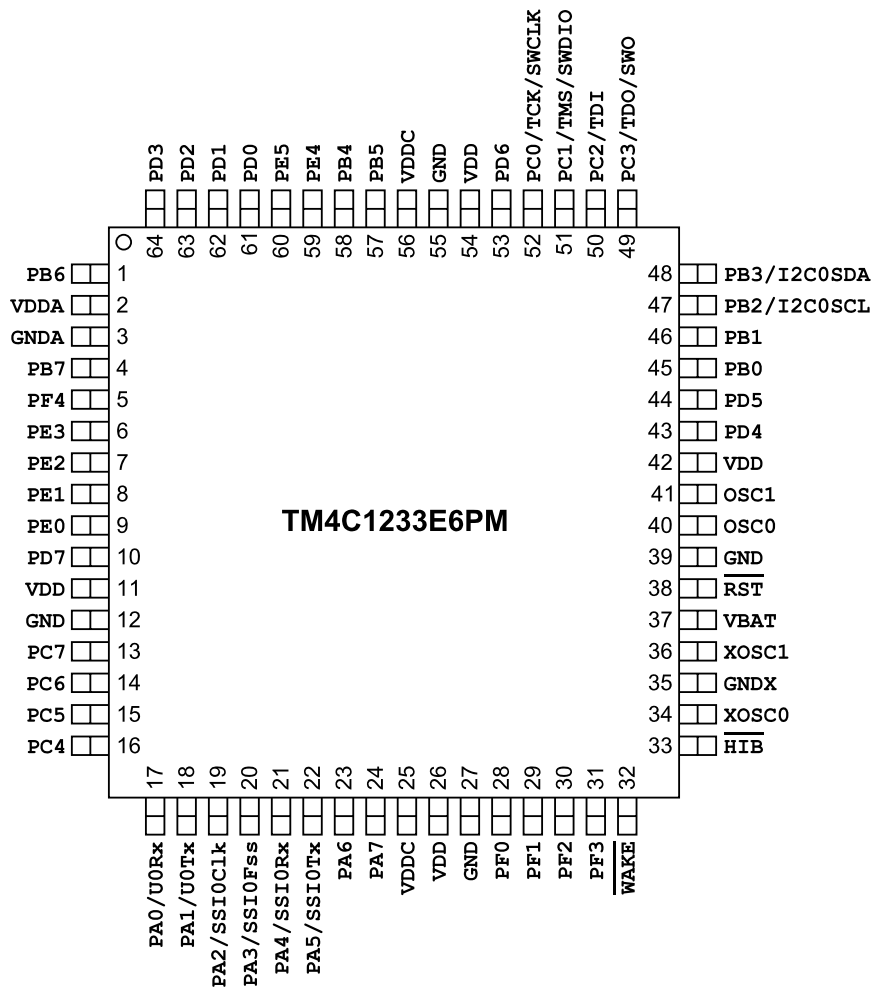 PD3
PD2
PD1
PD0
PE5
PE4
PB4
PB5
VDDC
GND
VDD
PD6
PC0/TCK/SWCLK
PC1/TMS/SWDIO
PC2/TDI
PC3/TDO/SWO
64 63 62 61 60 59 58 57 56 55 54 53 52 51 50 49
PB6 1
VDDA 2
GNDA 3
PB7 4
PF4 5
PE3 6
PE2 7
PE1 8
PE0 9
PD7 10
VDD 11
GND 12
PC7 13
PC6 14
PC5 15
PC4 16
TM4C1233E6PM
48 PB3/I2C0SDA
47 PB2/I2C0SCL
46 PB1
45 PB0
44 PD5
43 PD4
42 VDD
41 OSC1
40 OSC0
39 GND
38 RST
37 VBAT
36 XOSC1
35 GNDX
34 XOSC0
33 HIB
17 18 19 20 21 22 23 24 25 26 27 28 29 30 31 32
PA0/U0Rx
PA1/U0Tx
PA2/SSI0Clk
PA3/SSI0Fss
PA4/SSI0Rx
PA5/SSI0Tx
PA6
PA7
VDDC
VDD
GND
PF0
PF1
PF2
PF3
WAKE